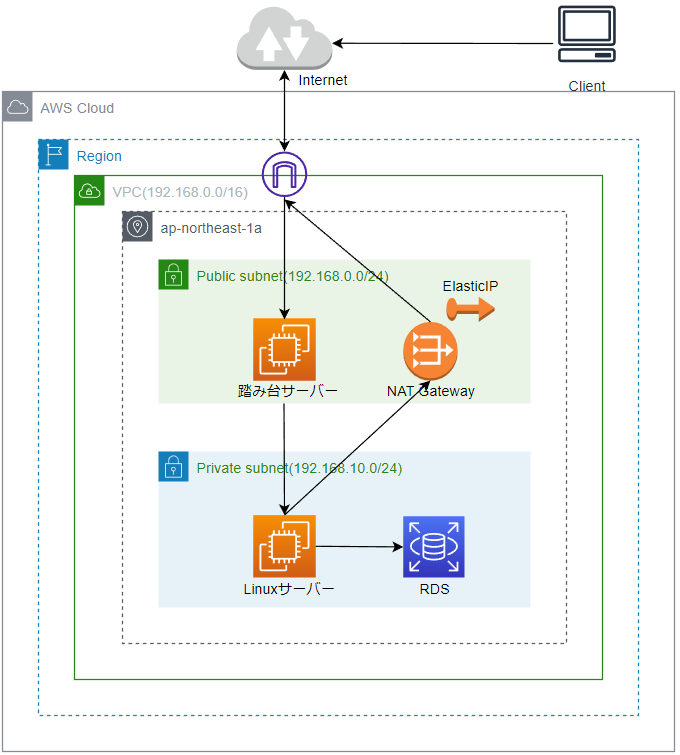 Internet
Client
AWS Cloud
Region
VPC(192.168.0.0/16)
ap-northeast-1a
Public subnet(192.168.0.0/24)
ElasticIP
踏み台サーバー
NAT Gateway
Private subnet(192.168.10.0/24)
Linuxサーバー
RDS